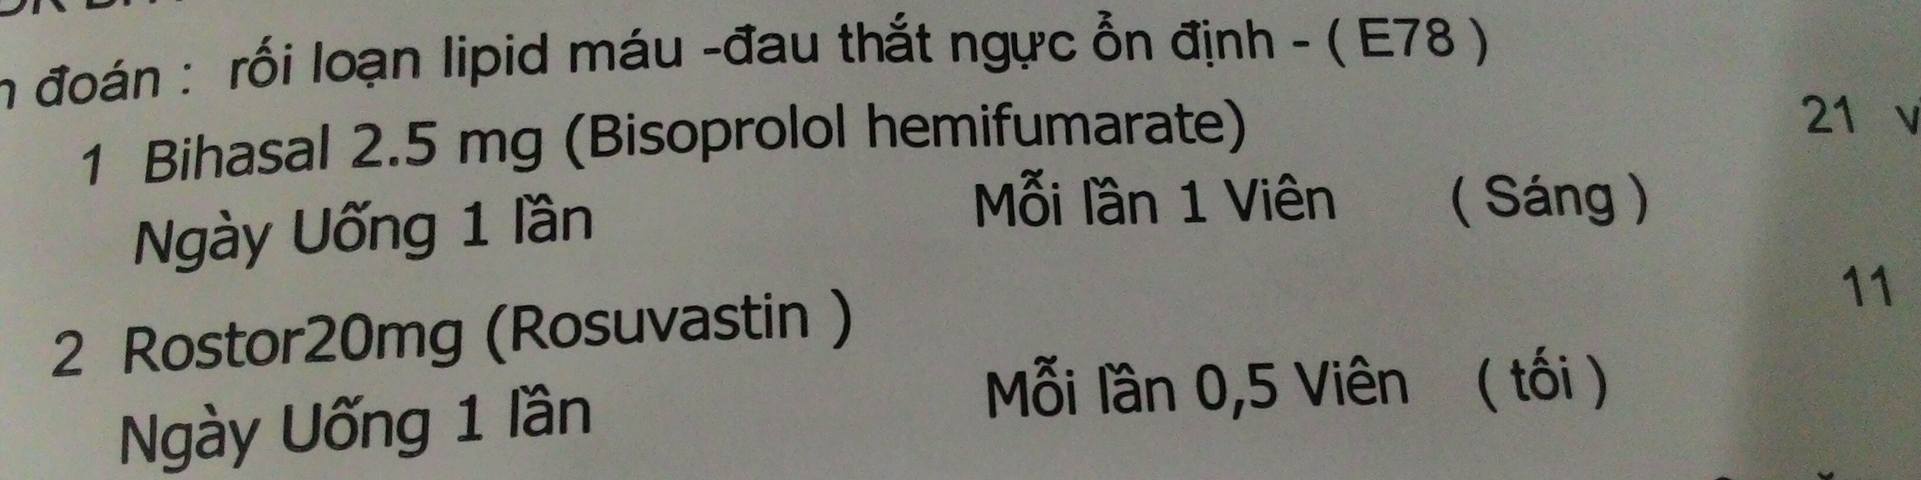 đoán : rối loạn lipid máu -đau thắt ngực ổn định - ( E78 )
1 Bihasal 2.5 mg (Bisoprolol hemifumarate) 21
Ngày Uống 1 lần Mỗi lần 1 Viên ( Sáng )
2 Rostor20mg (Rosuvastin ) 11
Ngày Uống 1 lần Mỗi lần 0,5 Viên ( tối )